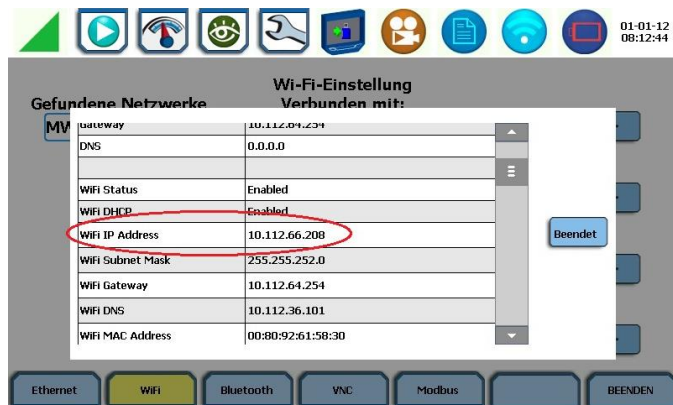 01-01-12
08:12:44
Wi-Fi-Einstellung
Gefundene Netzwerke
Verbunden mit:
MW
Gateway 10.112.64.254
DNS 0.0.0.0
WiFi Status Enabled
WiFi DHCP Enabled
WiFi IP Address 10.112.66.208
WiFi Subnet Mask 255.255.252.0
WiFi Gateway 10.112.64.254
WiFi DNS 10.112.36.101
WiFi MAC Address 00:80:92:61:58:30
Beendet
Ethernet WiFi Bluetooth VNC Modbus BEENDEN